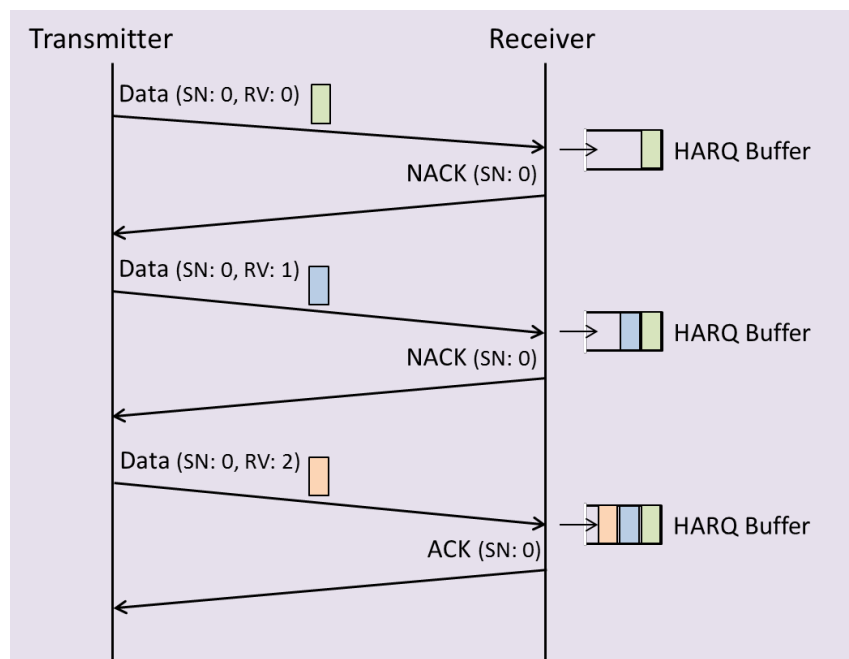 Transmitter Receiver
Data (SN: 0, RV: 0)
HARQ Buffer
NACK (SN: 0)
Data (SN: 0, RV: 1)
HARQ Buffer
NACK (SN: 0)
Data (SN: 0, RV: 2)
HARQ Buffer
ACK (SN: 0)